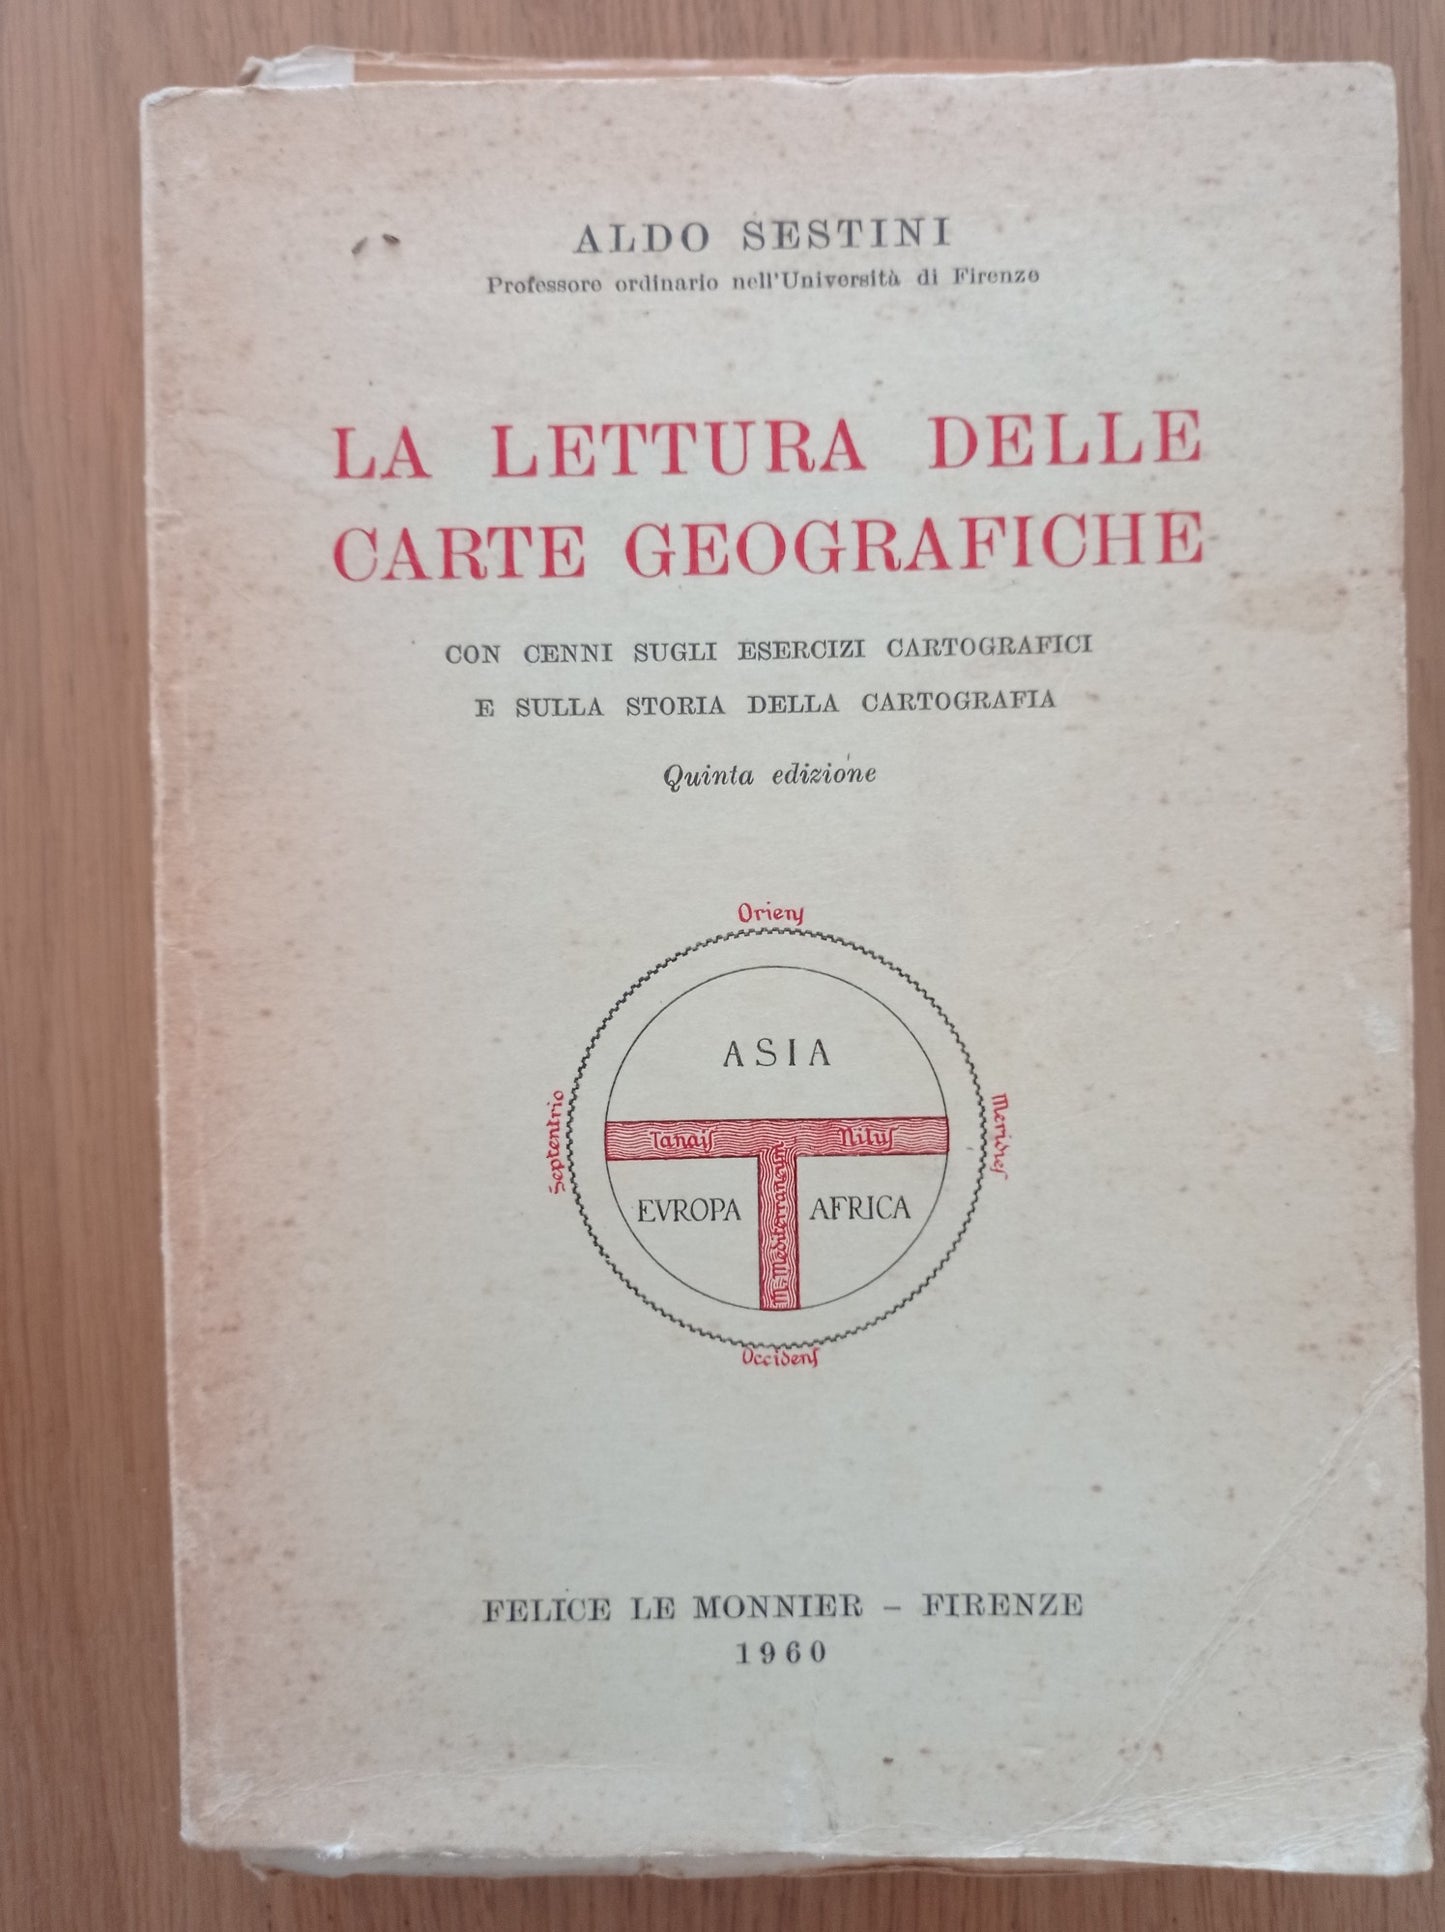 ALDO SESTINI
Professore ordinario nell'Università di Firenze
LA LETTURA DELLE
CARTE GEOGRAFICHE
CON CENNI SUGLI ESERCIZI CARTOGRAFICI
E SULLA STORIA DELLA CARTOGRAFIA
Quinta edizione
Oriens
ASIA
Septentrio
Meridies
Tanais
Nilus
M. Mediterraneum
EVROPA
AFRICA
Occidens
FELICE LE MONNIER – FIRENZE
1960